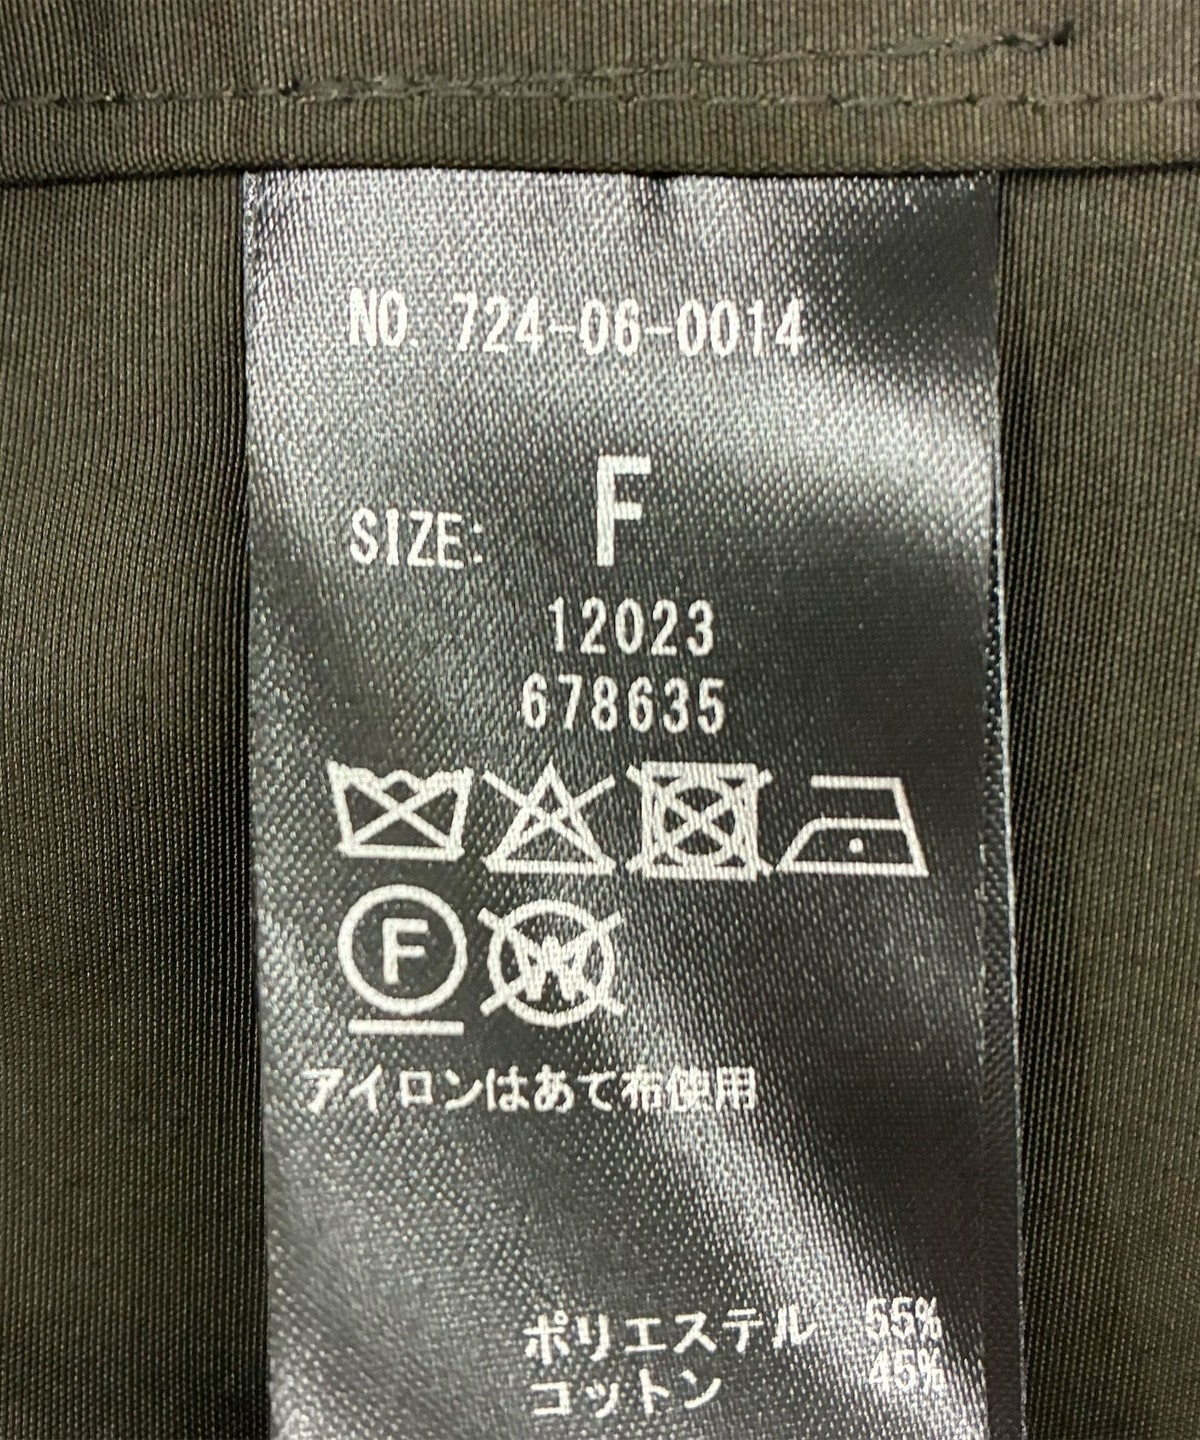 NO. 724-06-0014
SIZE: F
12023
678635
F W
アイロンはあて布使用
ポリエステル 55%
コットン 45%